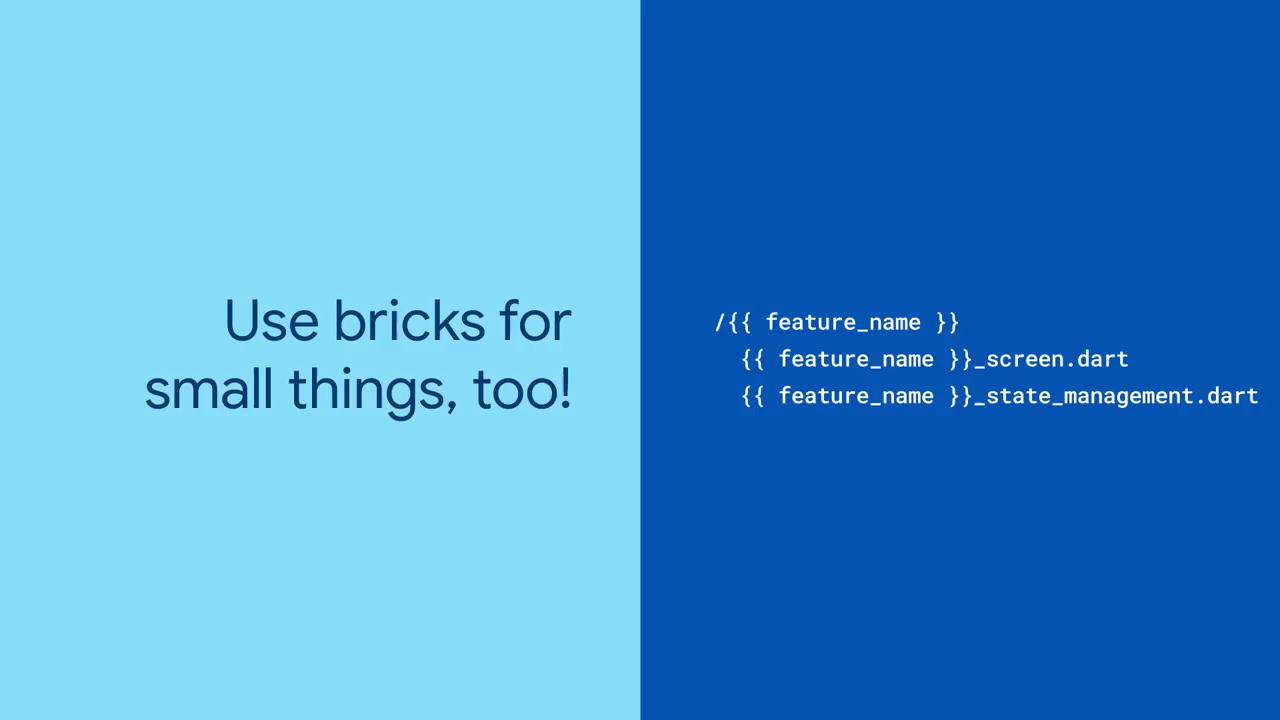 Use bricks for
small things, too!
/{{ feature_name }}
{{ feature_name }}_screen.dart
{{ feature_name }}_state_management.dart